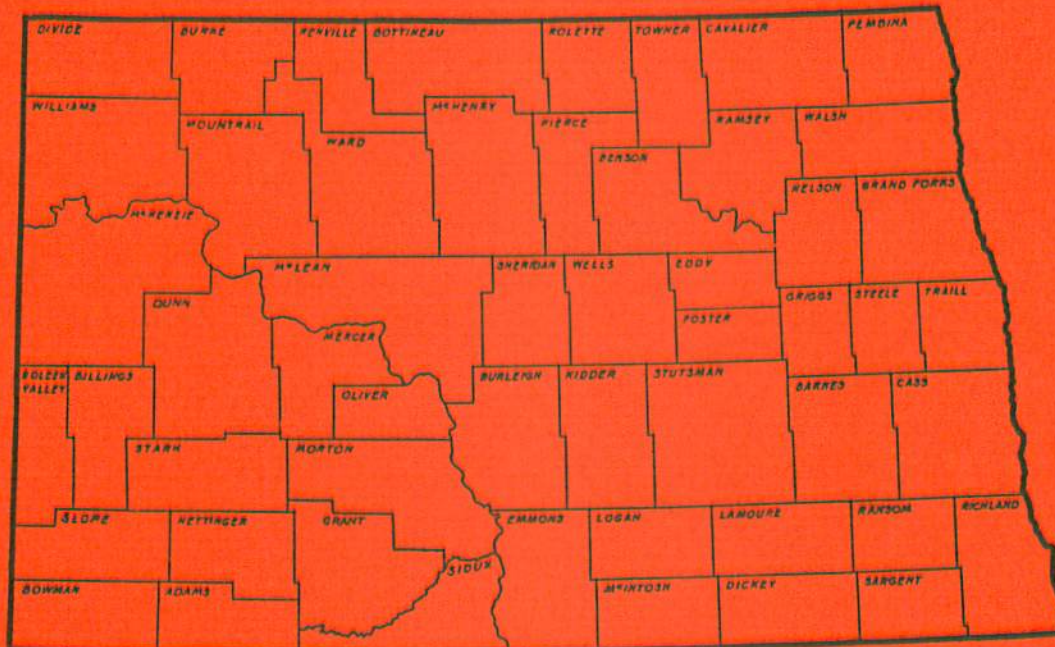 DIVIDE
BURKE
RENVILLE
BOTTINEAU
ROLETTE
TOWNER
CAVALIER
PEMBINA
WILLIAMS
MOUNTRAIL
WARD
McHENRY
PIERCE
BENSON
RAMSEY
WALSH
McKENZIE
NELSON
GRAND FORKS
DUNN
McLEAN
SHERIDAN
WELLS
EDDY
FOSTER
GRIGGS
STEELE
TRAILL
MERCER
GOLDEN
VALLEY
BILLINGS
OLIVER
BURLEIGH
KIDDER
STUTSMAN
BARNES
CASS
STARK
MORTON
SLOPE
HETTINGER
GRANT
SIOUX
EMMONS
LOGAN
LAMOURE
RANSOM
RICHLAND
BOWMAN
ADAMS
McINTOSH
DICKEY
SARGENT